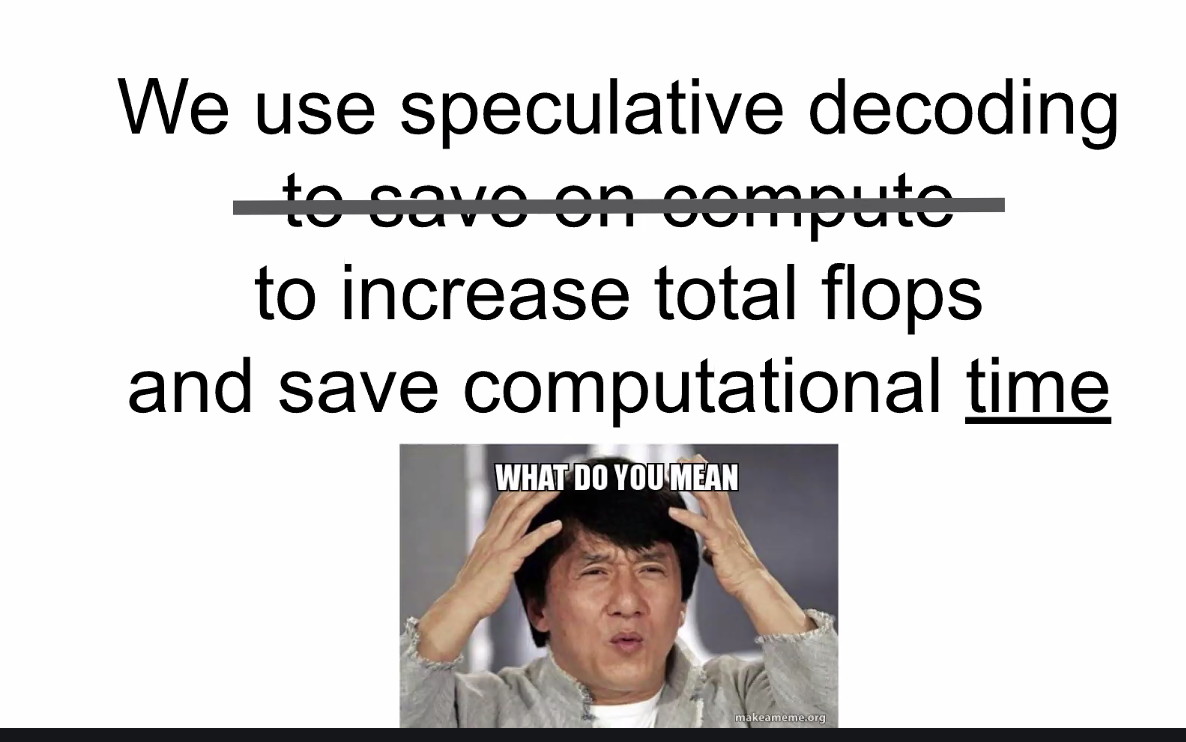 We use speculative decoding
to save on compute
to increase total flops
and save computational time
WHAT DO YOU MEAN
makeameme.org